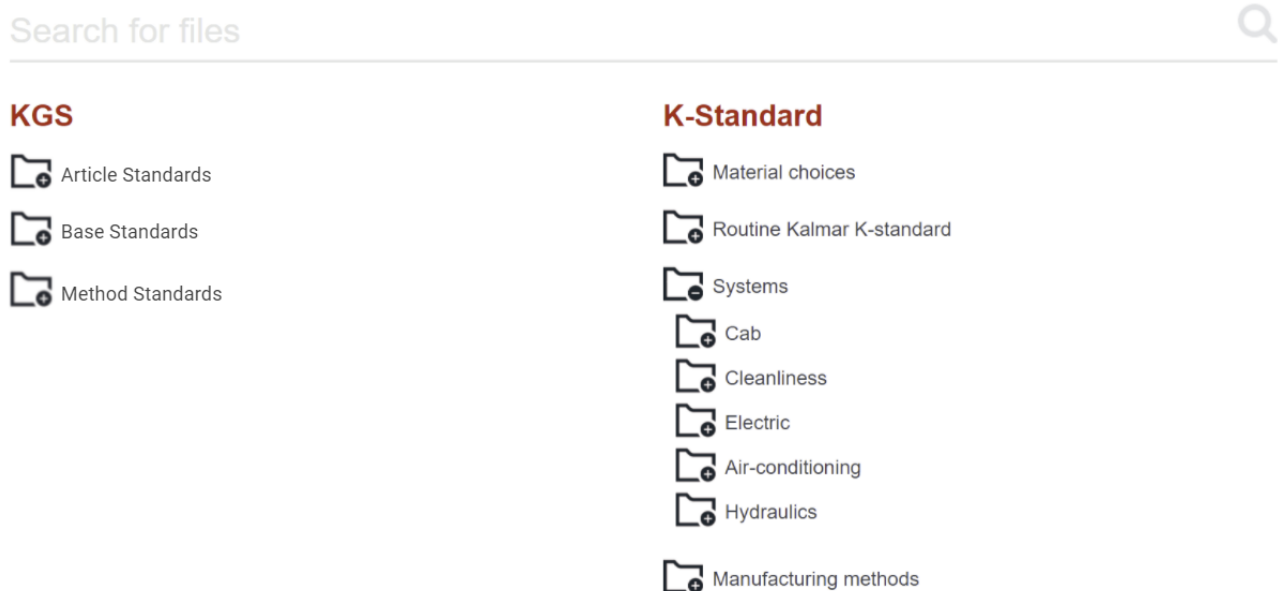 Search for files
KGS
Article Standards
Base Standards
Method Standards
K-Standard
Material choices
Routine Kalmar K-standard
Systems
Cab
Cleanliness
Electric
Air-conditioning
Hydraulics
Manufacturing methods